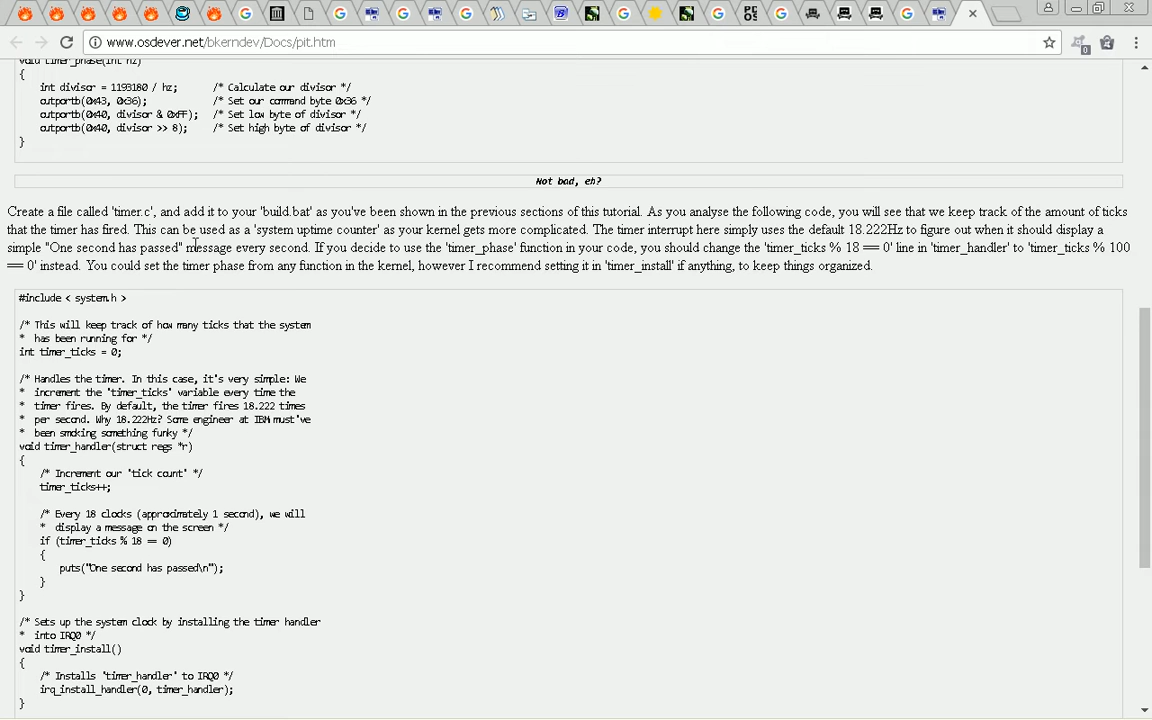 www.osdever.net/bkerndev/Docs/pit.htm
0
void timer_phase(int hz)
{
int divisor = 1193180 / hz; /* Calculate our divisor */
outportb(0x43, 0x36); /* Set our command byte 0x36 */
outportb(0x40, divisor & 0xFF); /* Set low byte of divisor */
outportb(0x40, divisor >> 8); /* Set high byte of divisor */
}
Not bad, eh?
Create a file called 'timer.c', and add it to your 'build.bat' as you've been shown in the previous sections of this tutorial. As you analyse the following code, you will see that we keep track of the amount of ticks
that the timer has fired. This can be used as a 'system uptime counter' as your kernel gets more complicated. The timer interrupt here simply uses the default 18.222Hz to figure out when it should display a
simple "One second has passed" message every second. If you decide to use the 'timer_phase' function in your code, you should change the 'timer_ticks % 18 == 0' line in 'timer_handler' to 'timer_ticks % 100
== 0' instead. You could set the timer phase from any function in the kernel, however I recommend setting it in 'timer_install' if anything, to keep things organized.
#include < system.h >
/* This will keep track of how many ticks that the system
* has been running for */
int timer_ticks = 0;
/* Handles the timer. In this case, it's very simple: We
* increment the 'timer_ticks' variable every time the
* timer fires. By default, the timer fires 18.222 times
* per second. Why 18.222Hz? Some engineer at IBM must've
* been smoking something funky */
void timer_handler(struct regs *r)
{
/* Increment our 'tick count' */
timer_ticks++;
/* Every 18 clocks (approximately 1 second), we will
* display a message on the screen */
if (timer_ticks % 18 == 0)
{
puts("One second has passed\n");
}
}
/* Sets up the system clock by installing the timer handler
* into IRQ0 */
void timer_install()
{
/* Installs 'timer_handler' to IRQ0 */
irq_install_handler(0, timer_handler);
}